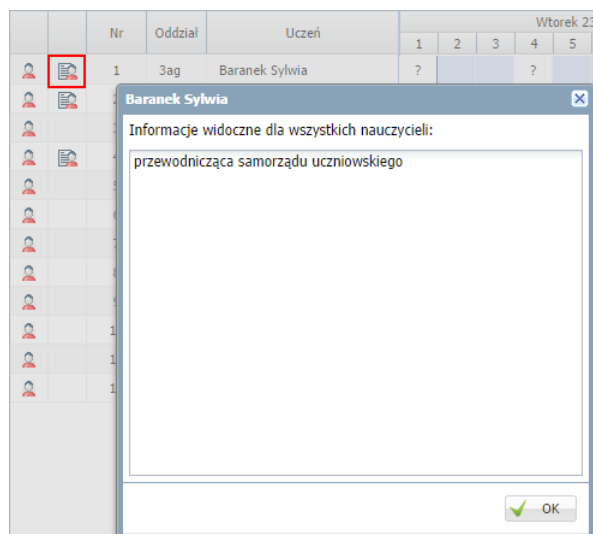 Nr Oddział Uczeń Wtorek 23
1 2 3 4 5
1 3ag Baranek Sylwia ? ?
Baranek Sylwia
Informacje widoczne dla wszystkich nauczycieli:
przewodnicząca samorządu uczniowskiego
OK